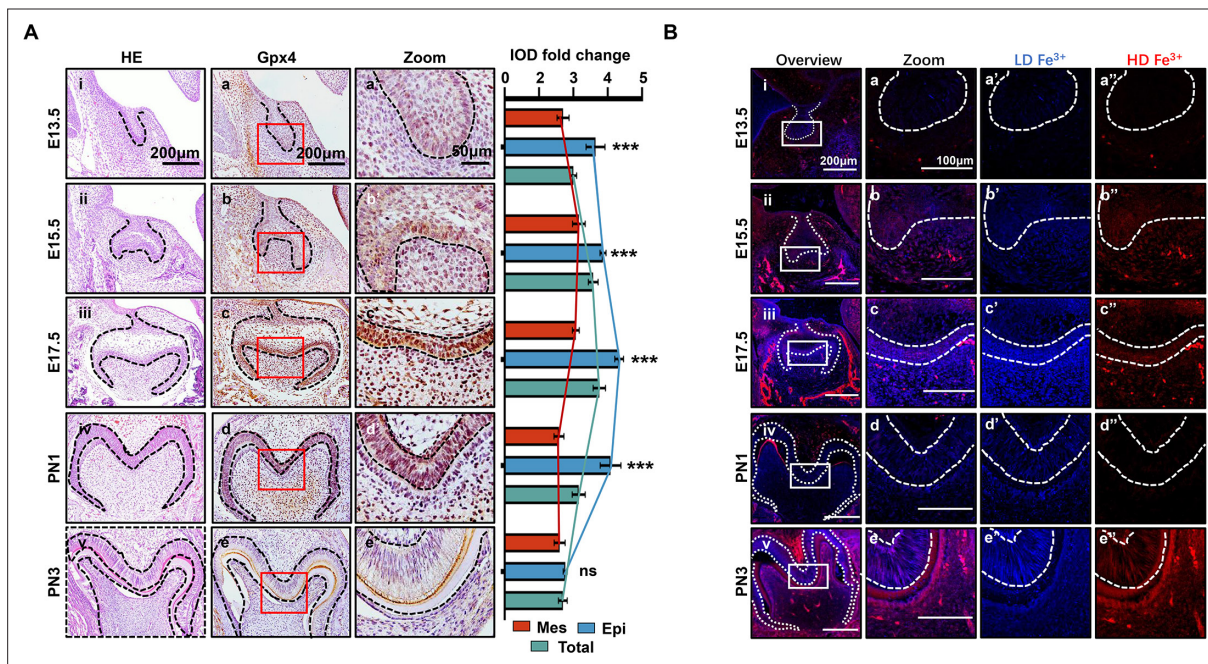 A
HE
Gpx4
Zoom
IOD fold change
0 1 2 3 4 5
E13.5
i
200μm
a
200μm
a'
50μm
***
E15.5
ii
b
b'
***
E17.5
iii
c
c'
***
PN1
iv
d
d'
***
PN3
v
e
e'
ns
Mes
Epi
Total
B
Overview
Zoom
LD Fe³⁺
HD Fe³⁺
E13.5
i
200μm
a
100μm
a'
a''
E15.5
ii
b
b'
b''
E17.5
iii
c
c'
c''
PN1
iv
d
d'
d''
PN3
v
e
e'
e''